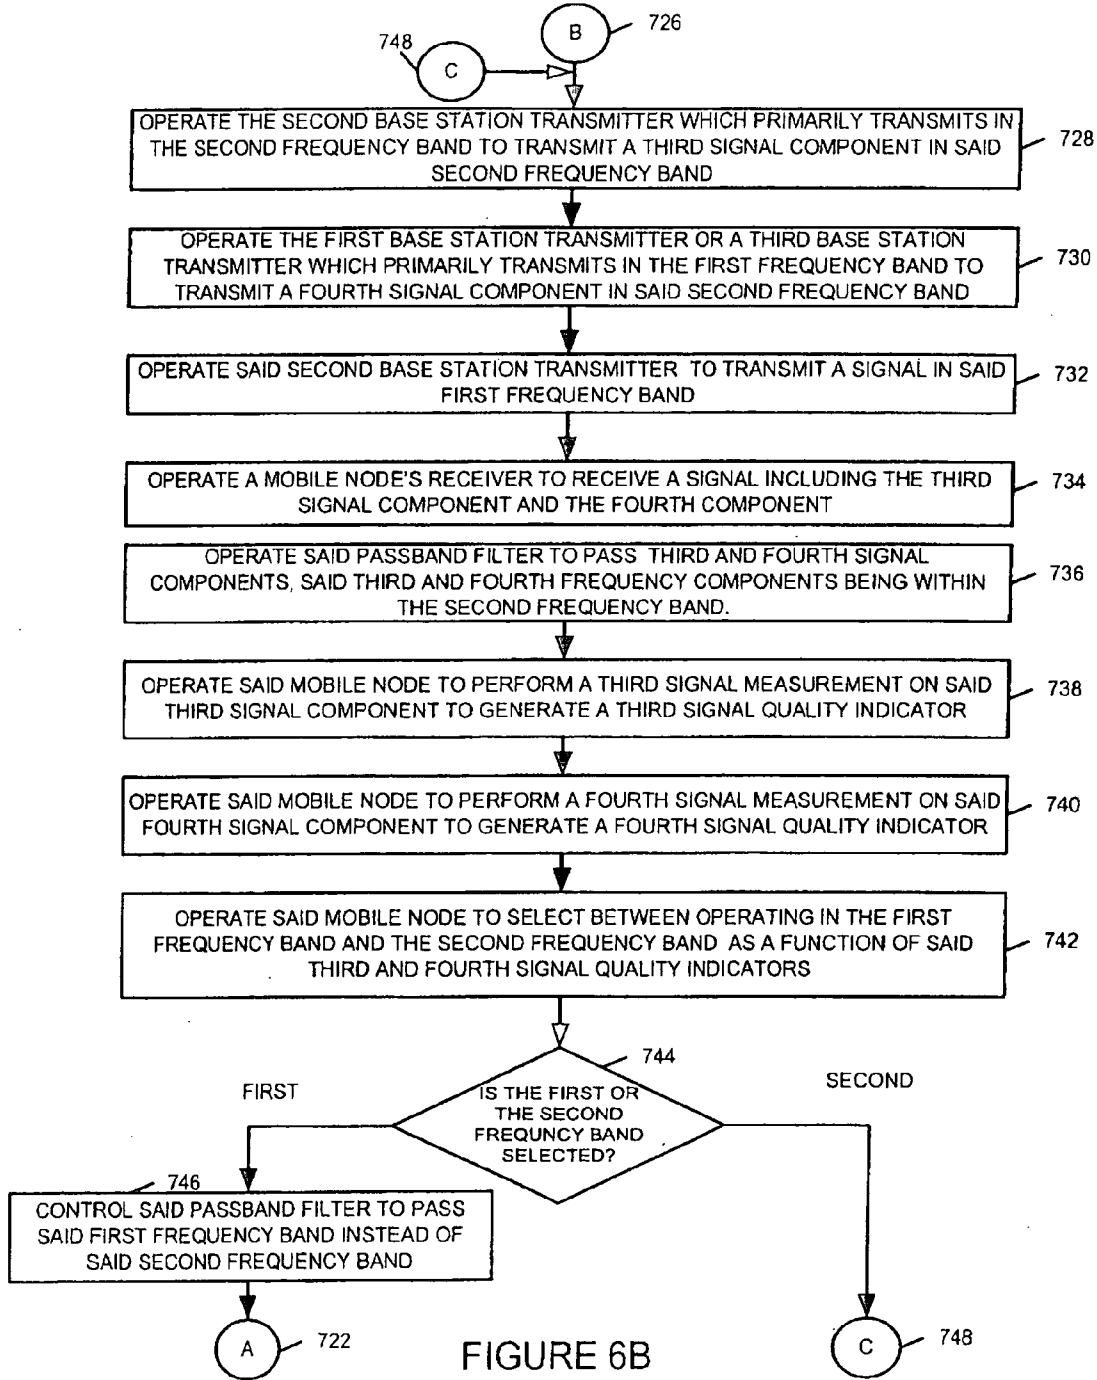 B
726
748
C
OPERATE THE SECOND BASE STATION TRANSMITTER WHICH PRIMARILY TRANSMITS IN
THE SECOND FREQUENCY BAND TO TRANSMIT A THIRD SIGNAL COMPONENT IN SAID
SECOND FREQUENCY BAND
728
OPERATE THE FIRST BASE STATION TRANSMITTER OR A THIRD BASE STATION
TRANSMITTER WHICH PRIMARILY TRANSMITS IN THE FIRST FREQUENCY BAND TO
TRANSMIT A FOURTH SIGNAL COMPONENT IN SAID SECOND FREQUENCY BAND
730
OPERATE SAID SECOND BASE STATION TRANSMITTER TO TRANSMIT A SIGNAL IN SAID
FIRST FREQUENCY BAND
732
OPERATE A MOBILE NODE'S RECEIVER TO RECEIVE A SIGNAL INCLUDING THE THIRD
SIGNAL COMPONENT AND THE FOURTH COMPONENT
734
OPERATE SAID PASSBAND FILTER TO PASS THIRD AND FOURTH SIGNAL
COMPONENTS, SAID THIRD AND FOURTH FREQUENCY COMPONENTS BEING WITHIN
THE SECOND FREQUENCY BAND.
736
OPERATE SAID MOBILE NODE TO PERFORM A THIRD SIGNAL MEASUREMENT ON SAID
THIRD SIGNAL COMPONENT TO GENERATE A THIRD SIGNAL QUALITY INDICATOR
738
OPERATE SAID MOBILE NODE TO PERFORM A FOURTH SIGNAL MEASUREMENT ON SAID
FOURTH SIGNAL COMPONENT TO GENERATE A FOURTH SIGNAL QUALITY INDICATOR
740
OPERATE SAID MOBILE NODE TO SELECT BETWEEN OPERATING IN THE FIRST
FREQUENCY BAND AND THE SECOND FREQUENCY BAND AS A FUNCTION OF SAID
THIRD AND FOURTH SIGNAL QUALITY INDICATORS
742
744
FIRST
SECOND
IS THE FIRST OR
THE SECOND
FREQUNCY BAND
SELECTED?
746
CONTROL SAID PASSBAND FILTER TO PASS
SAID FIRST FREQUENCY BAND INSTEAD OF
SAID SECOND FREQUENCY BAND
A
722
C
748
FIGURE 6B